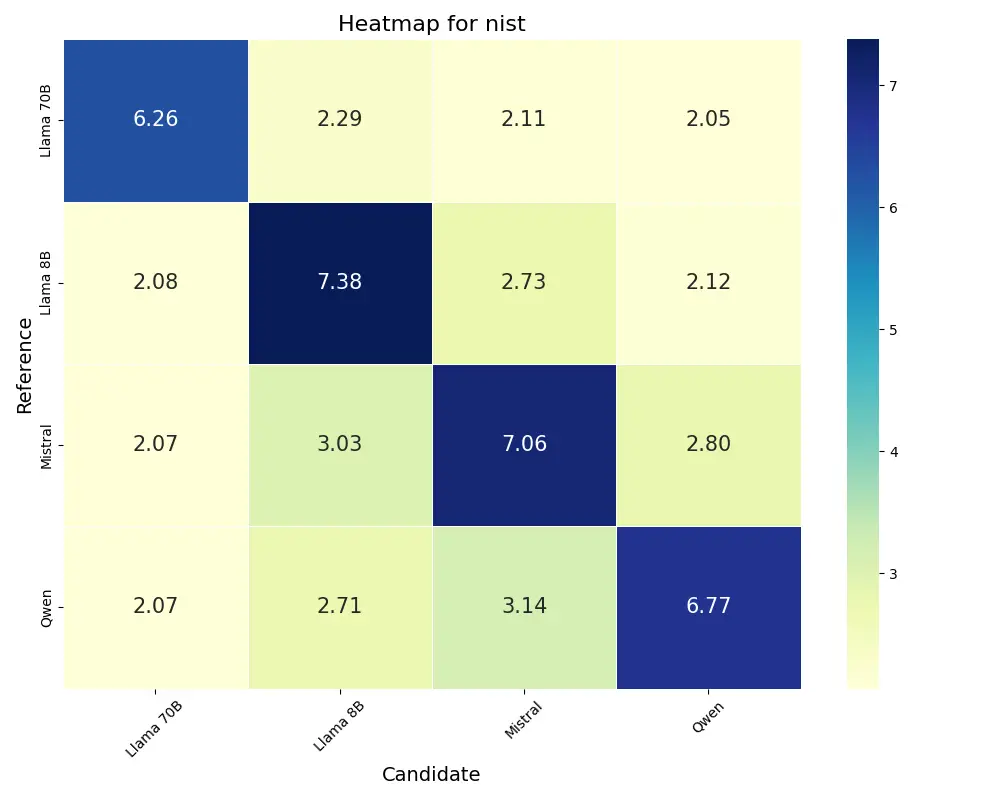 Heatmap for nist
Reference
Llama 70B
6.26 2.29 2.11 2.05
Llama 8B
2.08 7.38 2.73 2.12
Mistral
2.07 3.03 7.06 2.80
Qwen
2.07 2.71 3.14 6.77
Llama 70B Llama 8B Mistral Qwen
Candidate
7
6
5
4
3